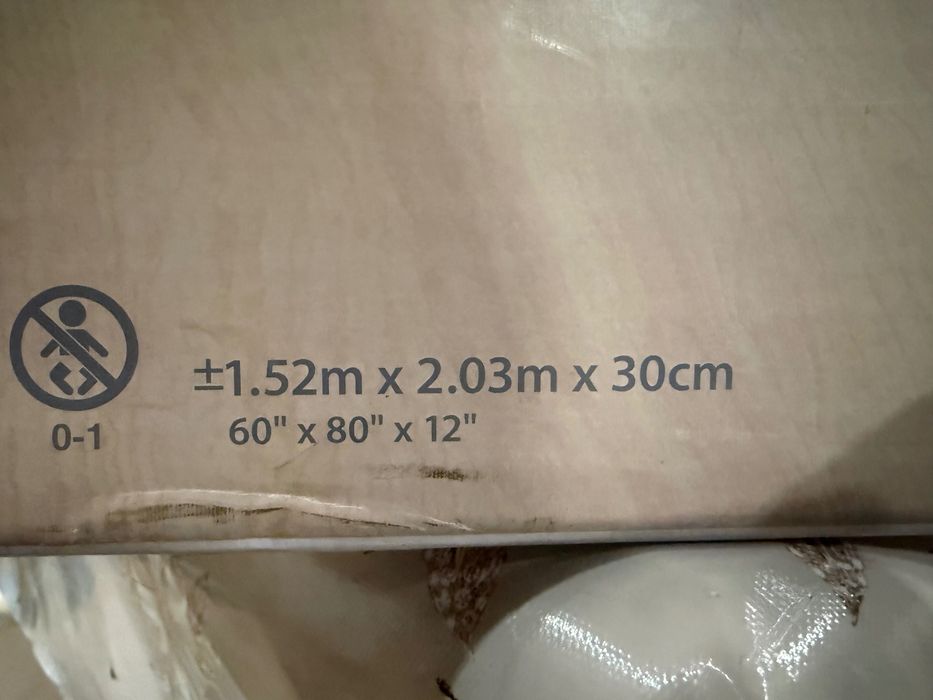 ±1.52m x 2.03m x 30cm
60" x 80" x 12"
0-1